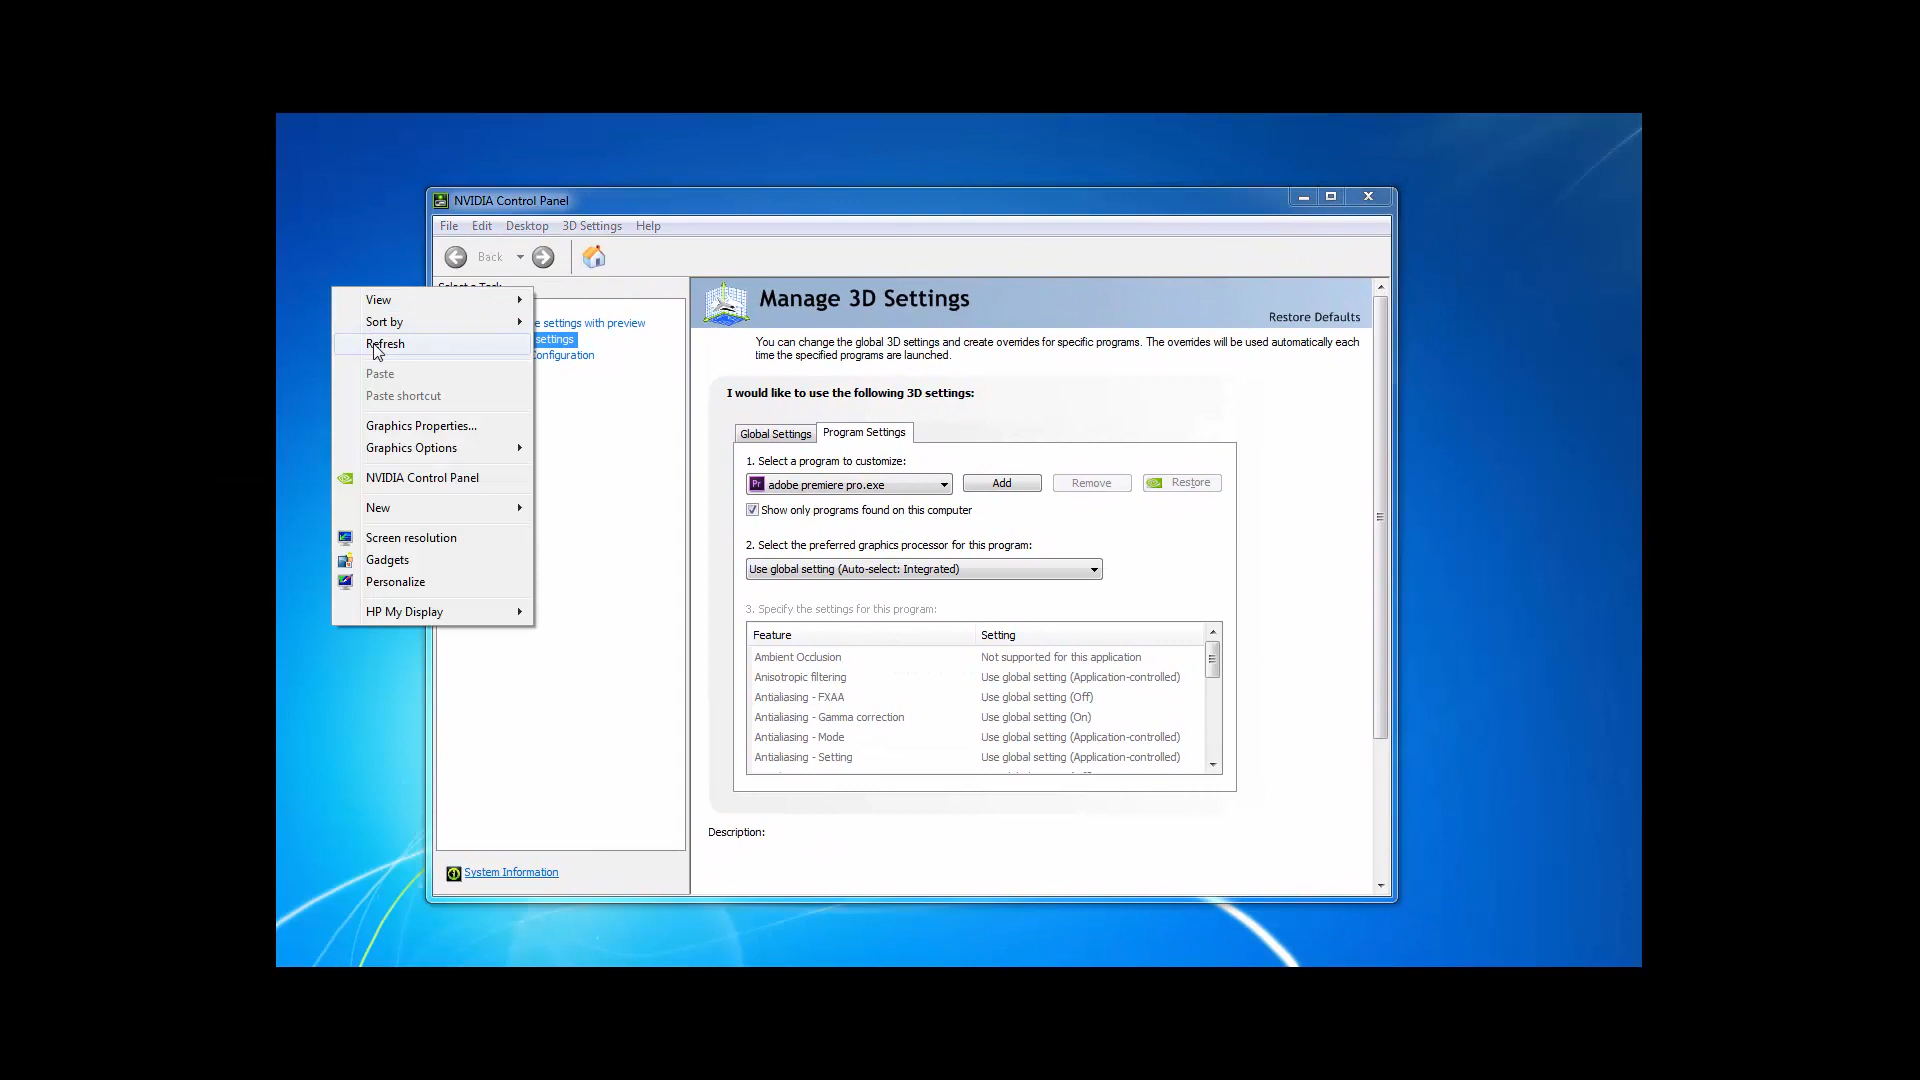 NVIDIA Control Panel
File Edit Desktop 3D Settings Help
Back
View
Sort by
Refresh
Paste
Paste shortcut
Graphics Properties...
Graphics Options
NVIDIA Control Panel
New
Screen resolution
Gadgets
Personalize
HP My Display
settings with preview
settings
System Information
Manage 3D Settings
Restore Defaults
You can change the global 3D settings and create overrides for specific programs. The overrides will be used automatically each
time the specified programs are launched.
I would like to use the following 3D settings:
Global Settings Program Settings
1. Select a program to customize:
Pr adobe premiere pro.exe Add Remove Restore
Show only programs found on this computer
2. Select the preferred graphics processor for this program:
Use global setting (Auto-select: Integrated)
3. Specify the settings for this program:
Feature Setting
Ambient Occlusion Not supported for this application
Anisotropic filtering Use global setting (Application-controlled)
Antialiasing - FXAA Use global setting (Off)
Antialiasing - Gamma correction Use global setting (On)
Antialiasing - Mode Use global setting (Application-controlled)
Antialiasing - Setting Use global setting (Application-controlled)
Description: